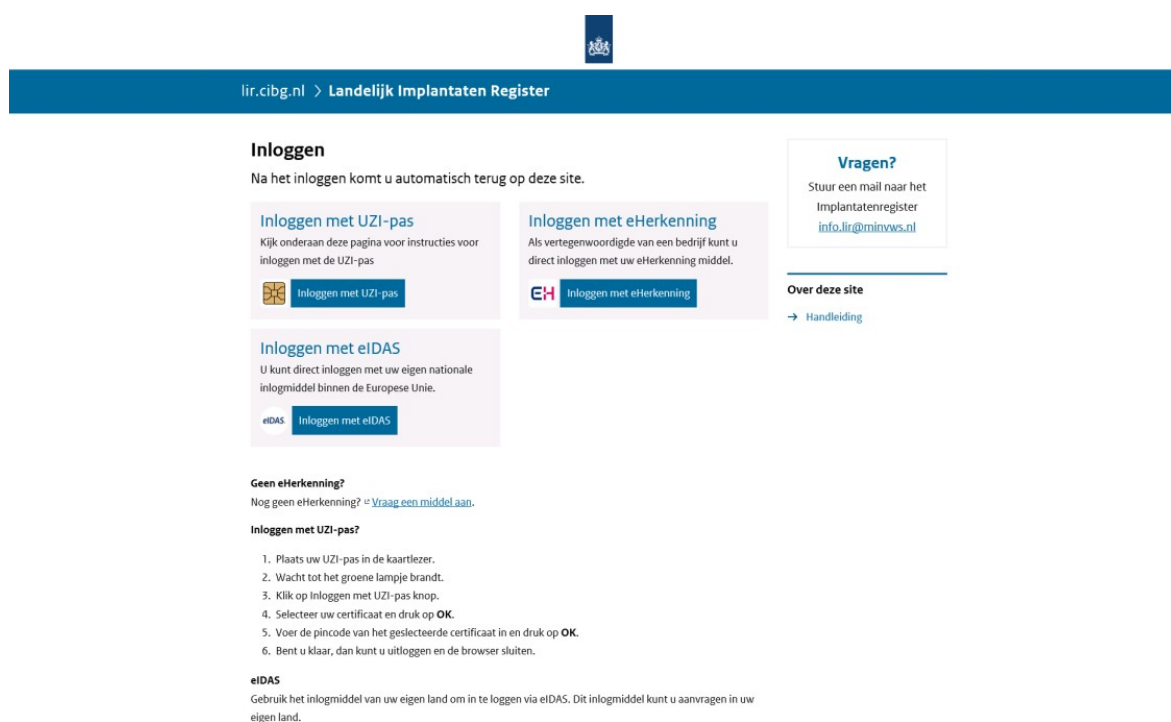 lir.cibg.nl > Landelijk Implantaten Register
Inloggen
Na het inloggen komt u automatisch terug op deze site.
Inloggen met UZI-pas
Kijk onderaan deze pagina voor instructies voor
inloggen met de UZI-pas
Inloggen met UZI-pas
Inloggen met eHerkenning
Als vertegenwoordigde van een bedrijf kunt u
direct inloggen met uw eHerkenning middel.
EH
Inloggen met eHerkenning
Inloggen met eIDAS
U kunt direct inloggen met uw eigen nationale
inlogmiddel binnen de Europese Unie.
eIDAS
Inloggen met eIDAS
Vragen?
Stuur een mail naar het
Implantatenregister
info.lir@minvws.nl
Over deze site
→ Handleiding
Geen eHerkenning?
Nog geen eHerkenning? Vraag een middel aan.
Inloggen met UZI-pas?
1. Plaats uw UZI-pas in de kaartlezer.
2. Wacht tot het groene lampje brandt.
3. Klik op Inloggen met UZI-pas knop.
4. Selecteer uw certificaat en druk op OK.
5. Voer de pincode van het geslecteerde certificaat in en druk op OK.
6. Bent u klaar, dan kunt u uitloggen en de browser sluiten.
eIDAS
Gebruik het inlogmiddel van uw eigen land om in te loggen via eIDAS. Dit inlogmiddel kunt u aanvragen in uw
eigen land.